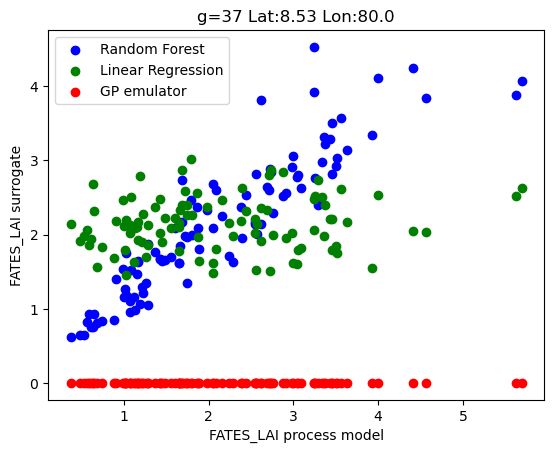 g=37 Lat:8.53 Lon:80.0
Random Forest
Linear Regression
GP emulator
FATES_LAI surrogate
4
3
2
1
0
1 2 3 4 5
FATES_LAI process model